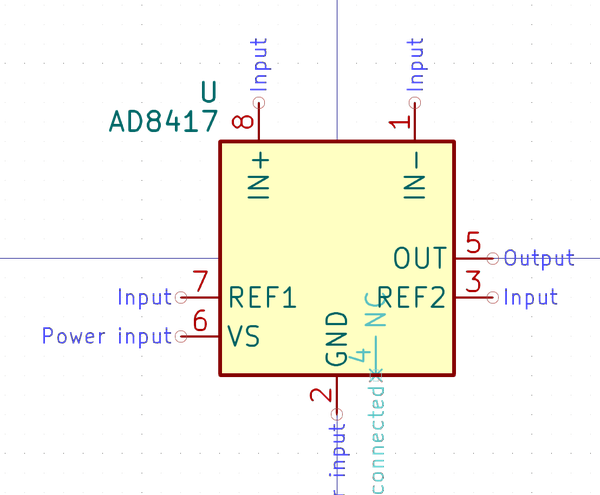 Input
Input
U
AD8417
8
1
IN+
IN-
OUT
5
Output
Input
7
REF1
REF2
3
Input
Power input
6
VS
GND
4
NC
2
r input
connected